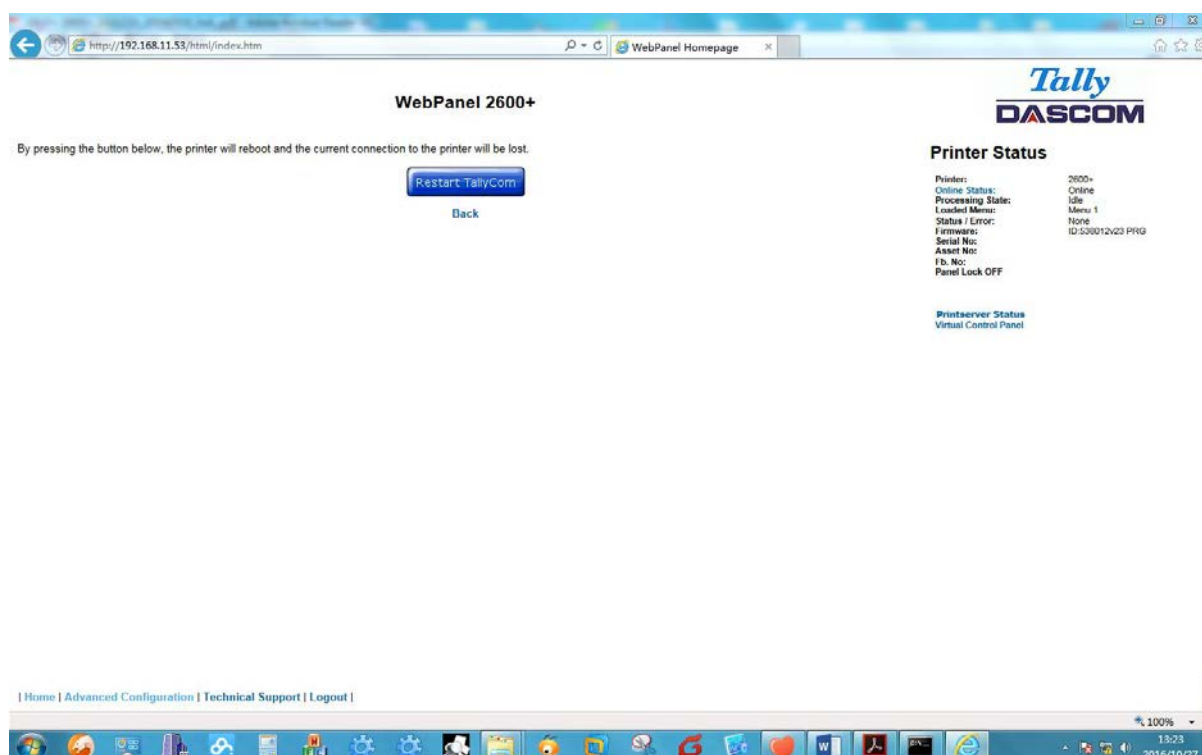 http://192.168.11.53/html/index.htm
WebPanel Homepage
WebPanel 2600+
By pressing the button below, the printer will reboot and the current connection to the printer will be lost.
Restart TallyCom
Back
Tally
DASCOM
Printer Status
Printer: 2600+
Online Status: Online
Processing State: Idle
Loaded Menu: Menu 1
Status / Error: None
Firmware: ID:538012v23 PRG
Serial No:
Asset No:
Fb. No:
Panel Lock OFF
Printserver Status
Virtual Control Panel
| Home | Advanced Configuration | Technical Support | Logout |
100%
13:23